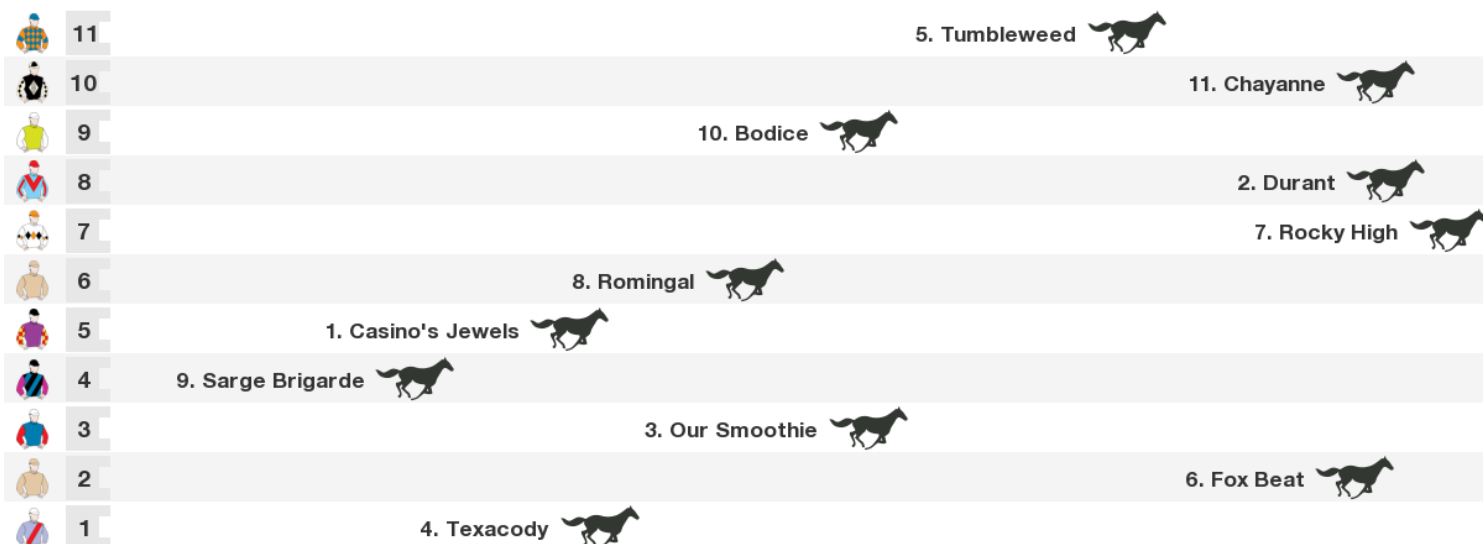 11 5. Tumbleweed
10 11. Chayanne
9 10. Bodice
8 2. Durant
7 7. Rocky High
6 8. Romingal
5 1. Casino's Jewels
4 9. Sarge Brigarde
3 3. Our Smoothie
2 6. Fox Beat
1 4. Texacody